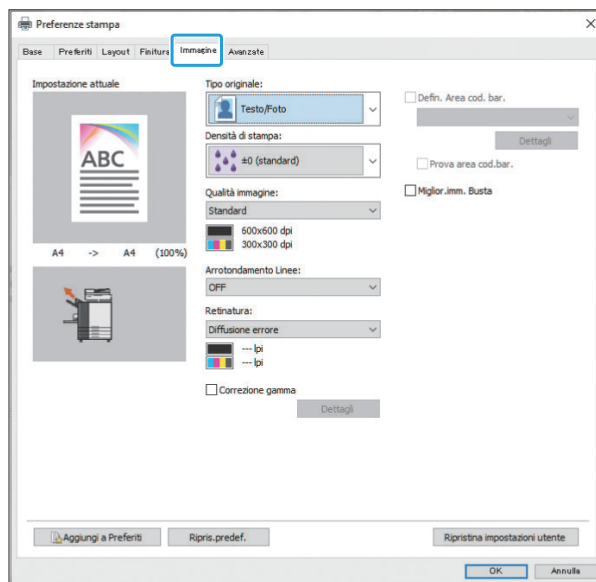 Preferenze stampa
Base Preferiti Layout Finitura Immagine Avanzate
Impostazione attuale
ABC
A4 -> A4 (100%)
Tipo originale:
Testo/Foto
Densità di stampa:
±0 (standard)
Qualità immagine:
Standard
600x600 dpi
300x300 dpi
Arrotondamento Linee:
OFF
Retinatura:
Diffusione errore
--- lpi
--- lpi
Correzione gamma
Dettagli
Defin. Area cod. bar.
Dettagli
Prova area cod.bar.
Miglior.imm. Busta
Aggiungi a Preferiti
Ripris.predef.
Ripristina impostazioni utente
OK
Annulla